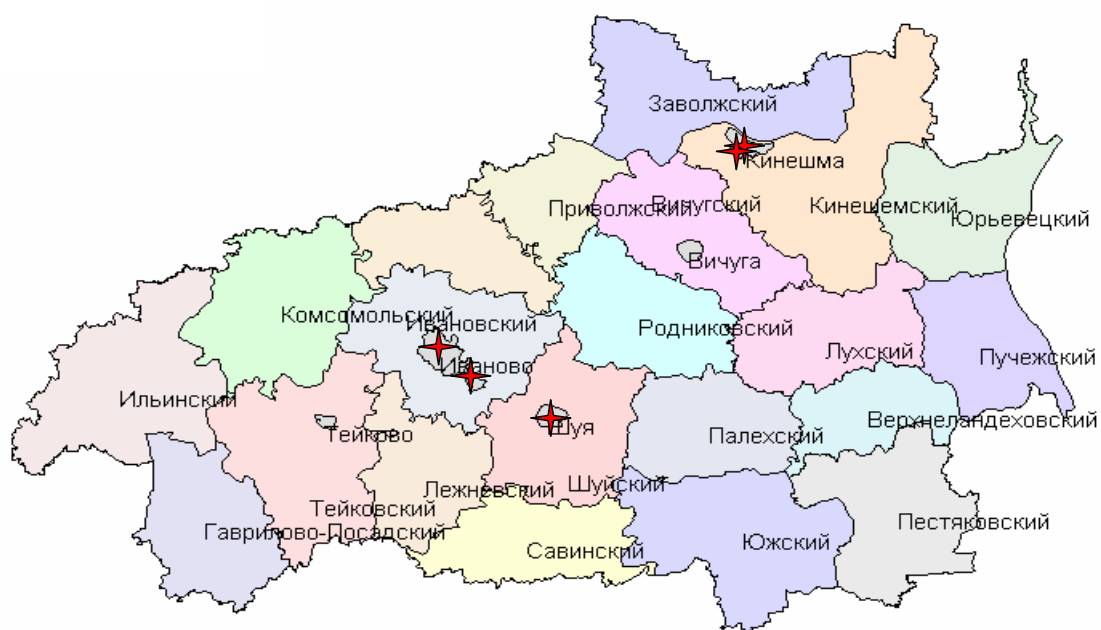 Заволжский
Кинешма
Приволжский
Вичугский
Кинешемский
Юрьевецкий
Вичуга
Комсомольский
Ивановский
Родниковский
Лухский
Пучежский
Иваново
Ильинский
Тейково
Шуя
Палехский
Верхнеландеховский
Лежневский
Шуйский
Тейковский
Гаврилово-Посадский
Савинский
Южский
Пестяковский